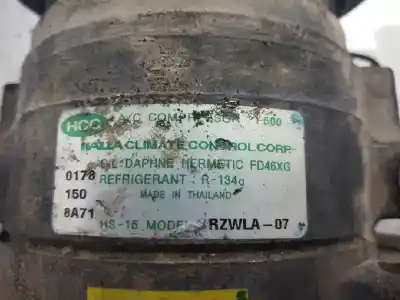 HCC A/C COMPRESSOR F500
HALLA CLIMATE CONTROL CORP.
OIL: DAPHNE HERMETIC FD46XG
0178 REFRIGERANT : R-134a
150 MADE IN THAILAND
8A71
HS-15 MODEL RZWLA-07